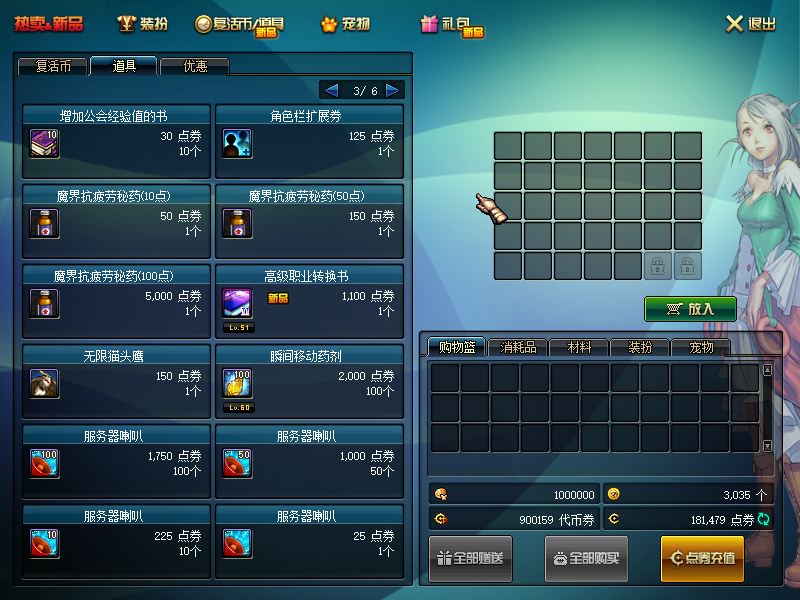 热卖&新品 装扮 复活币/道具 新品 宠物 礼包 新品 退出
复活币 道具 优惠
3/ 6
增加公会经验值的书
10
30 点券
10个
角色栏扩展券
125 点券
1个
魔界抗疲劳秘药(10点)
50 点券
1个
魔界抗疲劳秘药(50点)
150 点券
1个
魔界抗疲劳秘药(100点)
5,000 点券
1个
高级职业转换书
新品
1,100 点券
1个
Lv.51
无限猫头鹰
150 点券
1个
瞬间移动药剂
100
2,000 点券
100个
Lv.60
服务器喇叭
100
1,750 点券
100个
服务器喇叭
50
1,000 点券
50个
服务器喇叭
10
225 点券
10个
服务器喇叭
25 点券
1个
放入
购物篮 消耗品 材料 装扮 宠物
1000000
3,035 个
900159 代币券
181,479 点券
全部赠送 全部购买 点券充值